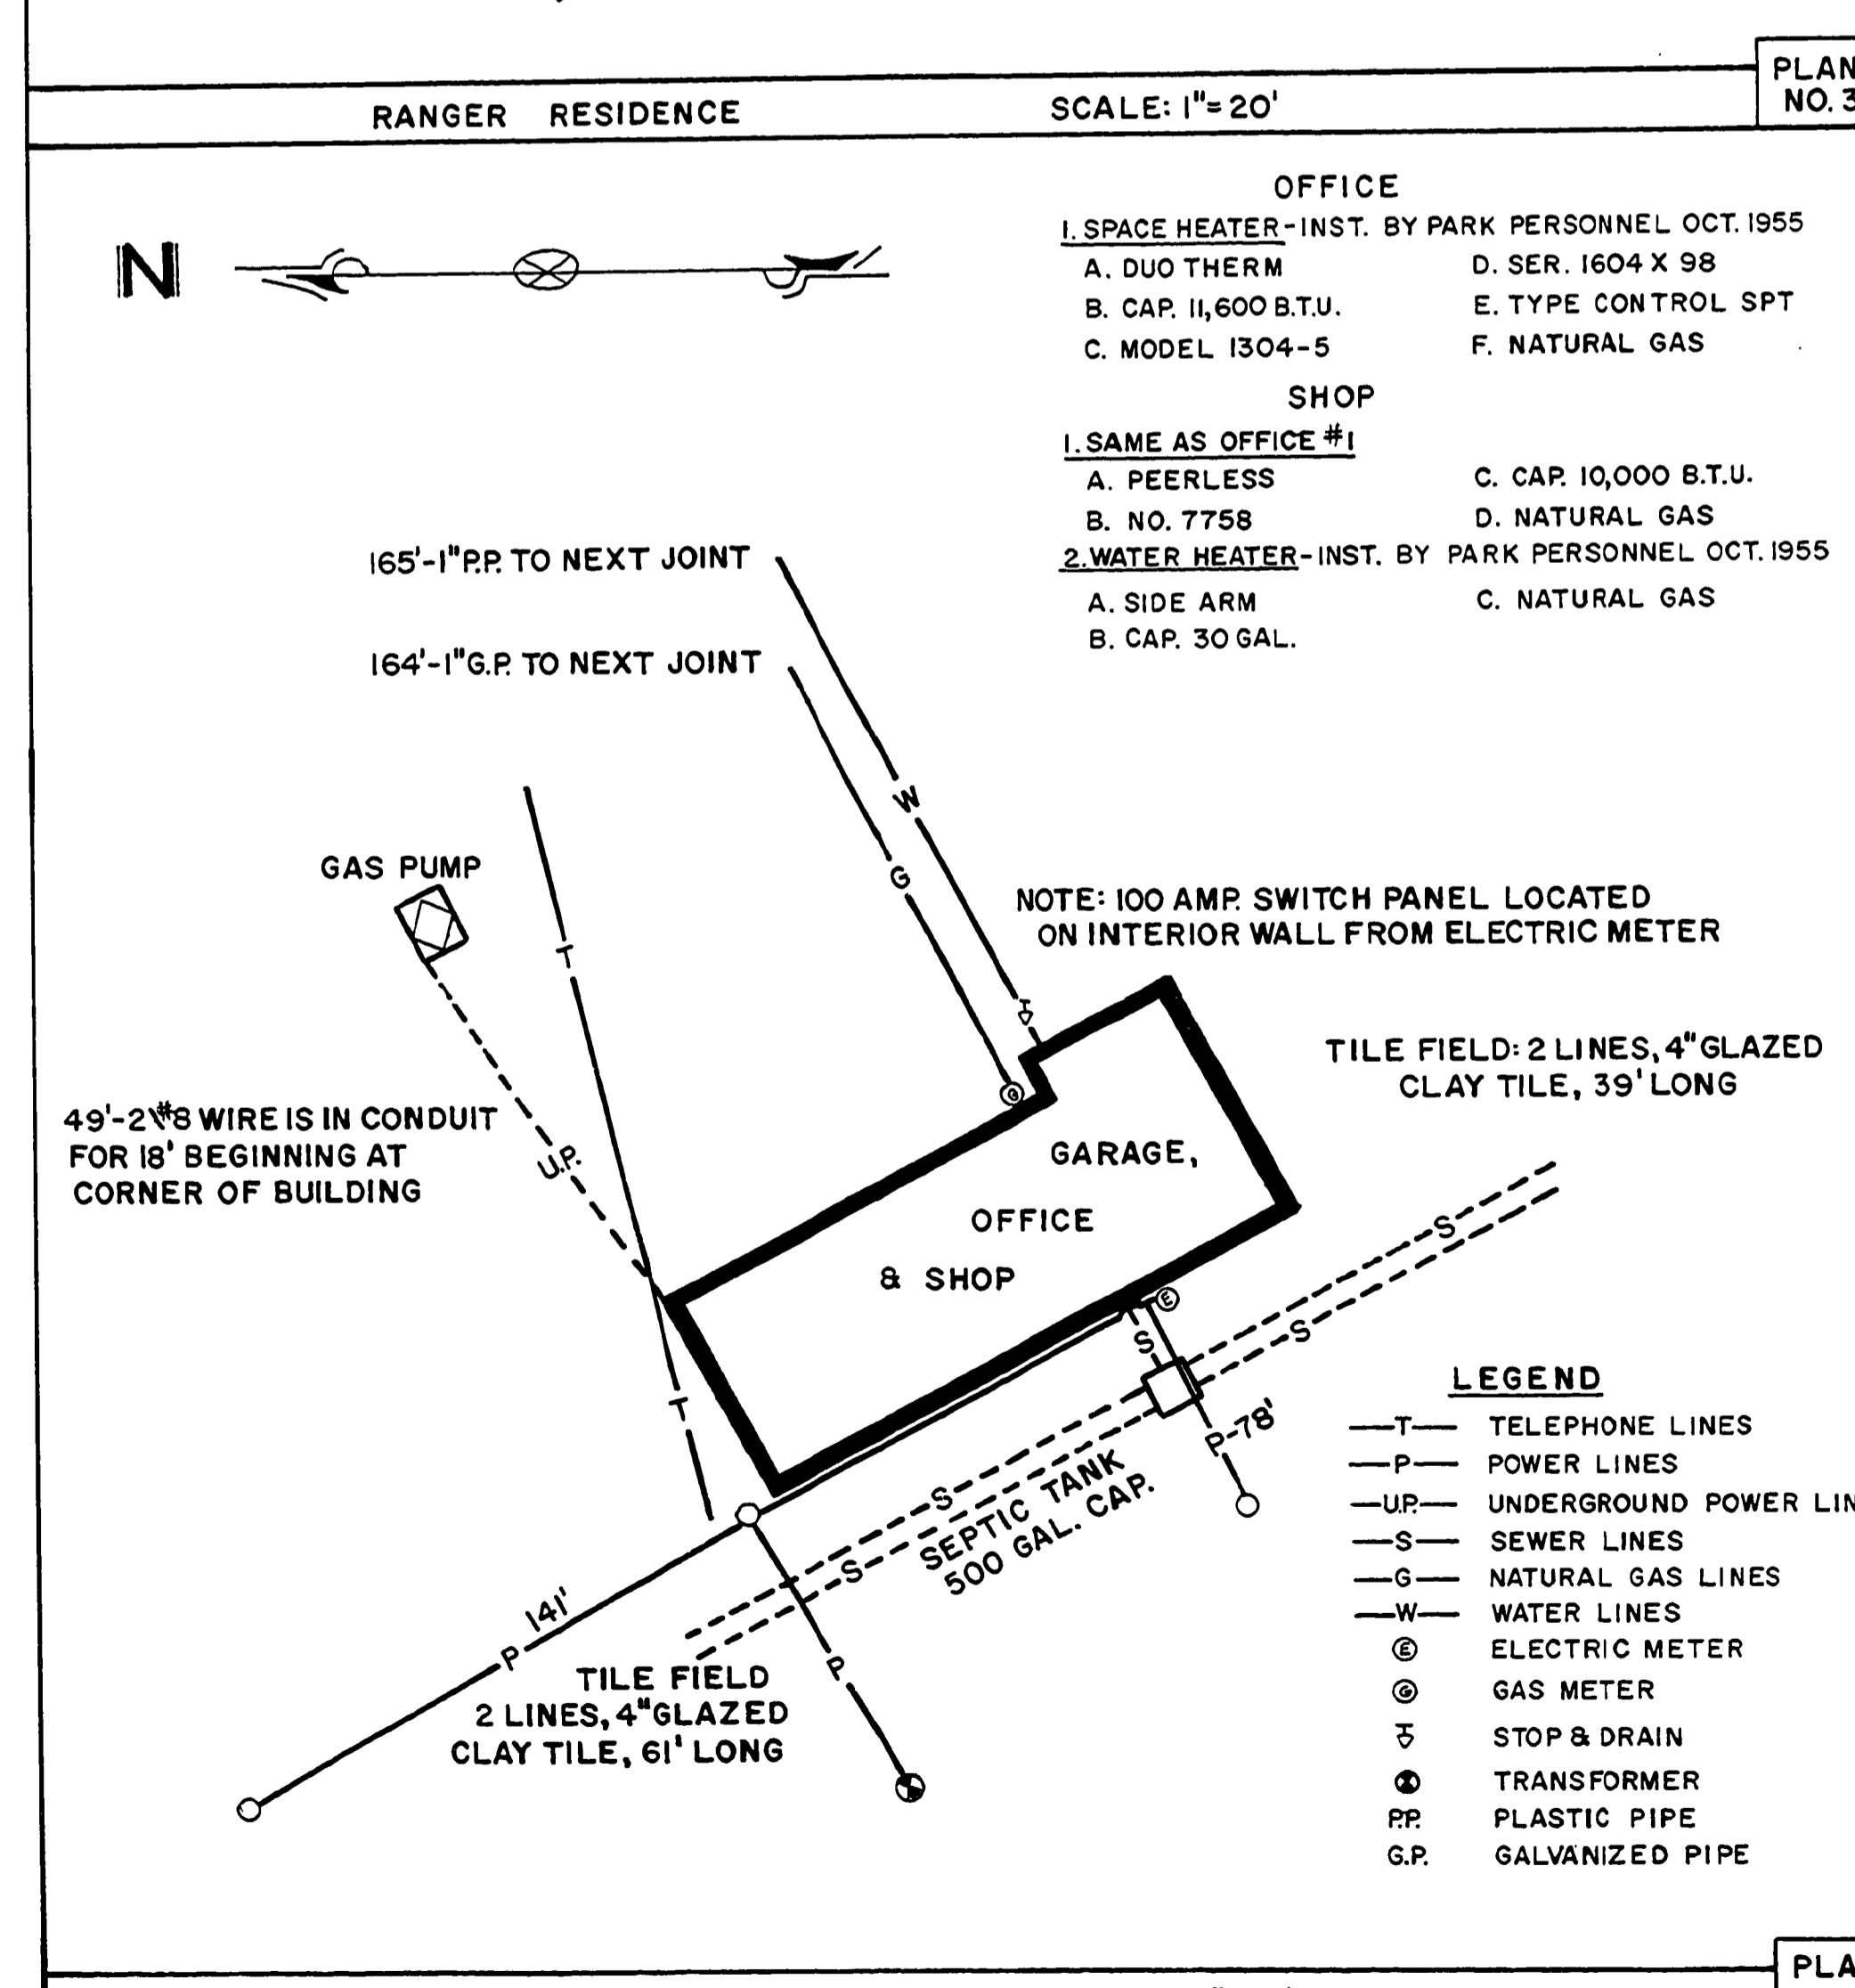 RANGER RESIDENCE SCALE: 1"=20'
PLAN
NO. 3
N
OFFICE
1. SPACE HEATER-INST. BY PARK PERSONNEL OCT. 1955
A. DUO THERM D. SER. 1604 X 98
B. CAP. 11,600 B.T.U. E. TYPE CONTROL SPT
C. MODEL 1304-5 F. NATURAL GAS
SHOP
1. SAME AS OFFICE #1
A. PEERLESS C. CAP. 10,000 B.T.U.
B. NO. 7758 D. NATURAL GAS
2. WATER HEATER-INST. BY PARK PERSONNEL OCT. 1955
A. SIDE ARM C. NATURAL GAS
B. CAP. 30 GAL.
165'-1" P.P. TO NEXT JOINT
164'-1" G.P. TO NEXT JOINT
W
G
T
GAS PUMP
NOTE: 100 AMP. SWITCH PANEL LOCATED
ON INTERIOR WALL FROM ELECTRIC METER
TILE FIELD: 2 LINES, 4" GLAZED
CLAY TILE, 39' LONG
G
49'-2\#8 WIRE IS IN CONDUIT
FOR 18' BEGINNING AT
CORNER OF BUILDING
U.P.
GARAGE,
OFFICE
& SHOP
S
E
S
S
T
P-78'
S
SEPTIC TANK
500 GAL. CAP.
S
141'
P
P
TILE FIELD
2 LINES, 4" GLAZED
CLAY TILE, 61' LONG
LEGEND
—T— TELEPHONE LINES
—P— POWER LINES
—U.P.— UNDERGROUND POWER LIN
—S— SEWER LINES
—G— NATURAL GAS LINES
—W— WATER LINES
E ELECTRIC METER
G GAS METER
STOP & DRAIN
TRANSFORMER
P.P. PLASTIC PIPE
G.P. GALVANIZED PIPE
PLA